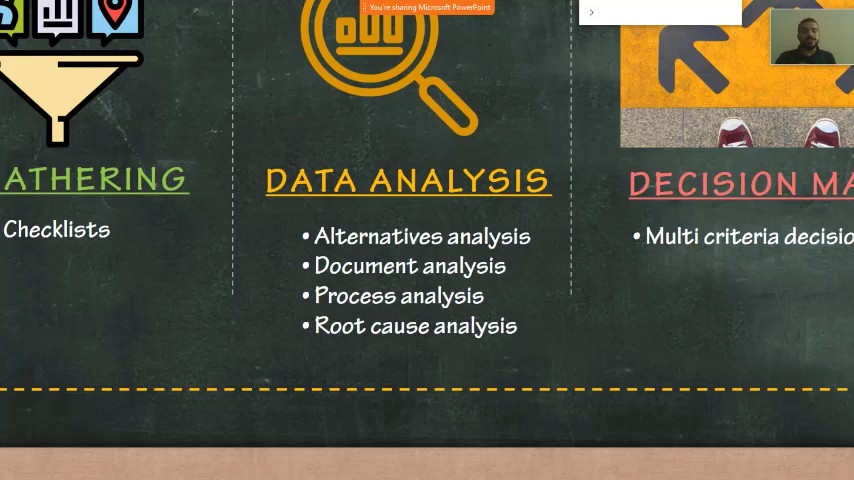 You're sharing Microsoft PowerPoint
ATHERING
Checklists
DATA ANALYSIS
• Alternatives analysis
• Document analysis
• Process analysis
• Root cause analysis
DECISION MA
• Multi criteria decisio